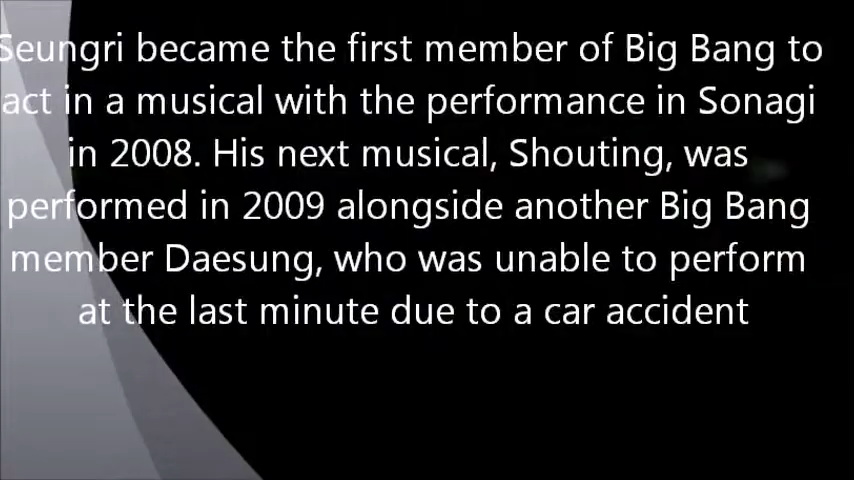 Seungri became the first member of Big Bang to
act in a musical with the performance in Sonagi
in 2008. His next musical, Shouting, was
performed in 2009 alongside another Big Bang
member Daesung, who was unable to perform
at the last minute due to a car accident